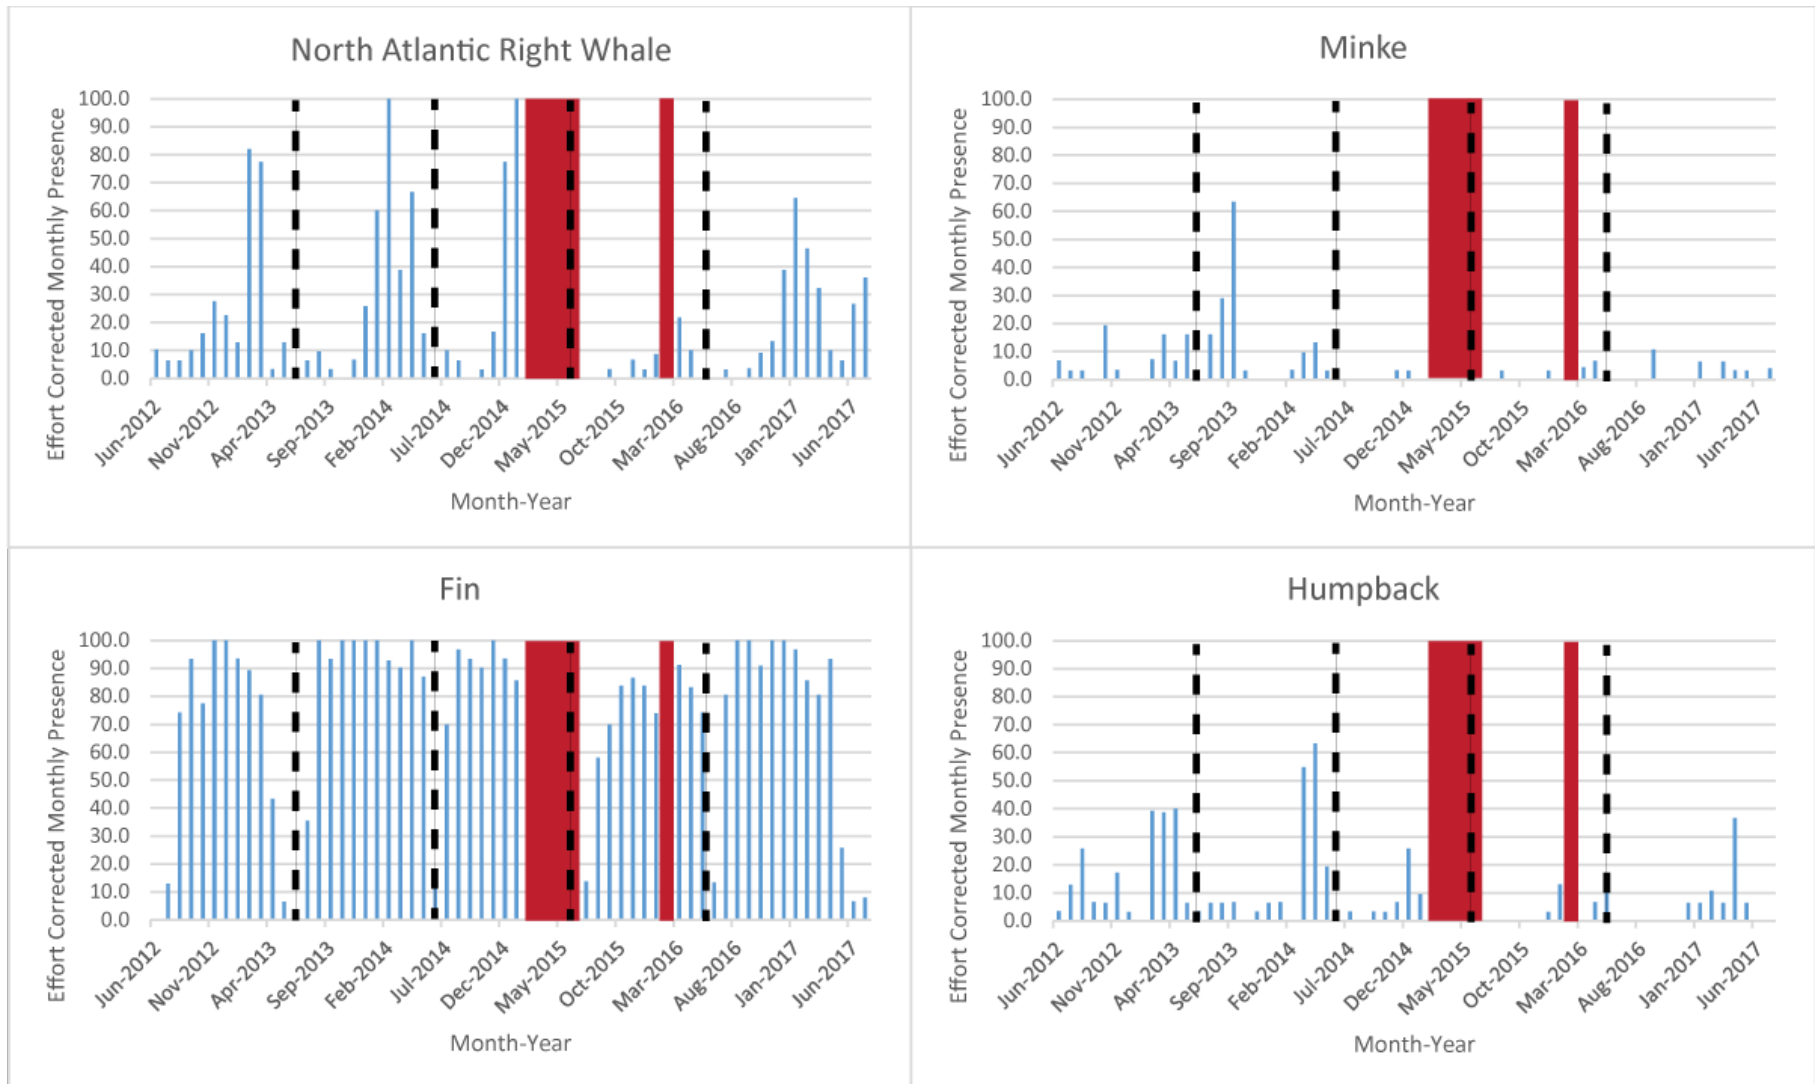 North Atlantic Right Whale
Effort Corrected Monthly Presence
100.0
90.0
80.0
70.0
60.0
50.0
40.0
30.0
20.0
10.0
0.0
Jun-2012
Nov-2012
Apr-2013
Sep-2013
Feb-2014
Jul-2014
Dec-2014
May-2015
Oct-2015
Mar-2016
Aug-2016
Jan-2017
Jun-2017
Month-Year
Minke
Effort Corrected Monthly Presence
100.0
90.0
80.0
70.0
60.0
50.0
40.0
30.0
20.0
10.0
0.0
Jun-2012
Nov-2012
Apr-2013
Sep-2013
Feb-2014
Jul-2014
Dec-2014
May-2015
Oct-2015
Mar-2016
Aug-2016
Jan-2017
Jun-2017
Month-Year
Fin
Effort Corrected Monthly Presence
100.0
90.0
80.0
70.0
60.0
50.0
40.0
30.0
20.0
10.0
0.0
Jun-2012
Nov-2012
Apr-2013
Sep-2013
Feb-2014
Jul-2014
Dec-2014
May-2015
Oct-2015
Mar-2016
Aug-2016
Jan-2017
Jun-2017
Month-Year
Humpback
Effort Corrected Monthly Presence
100.0
90.0
80.0
70.0
60.0
50.0
40.0
30.0
20.0
10.0
0.0
Jun-2012
Nov-2012
Apr-2013
Sep-2013
Feb-2014
Jul-2014
Dec-2014
May-2015
Oct-2015
Mar-2016
Aug-2016
Jan-2017
Jun-2017
Month-Year